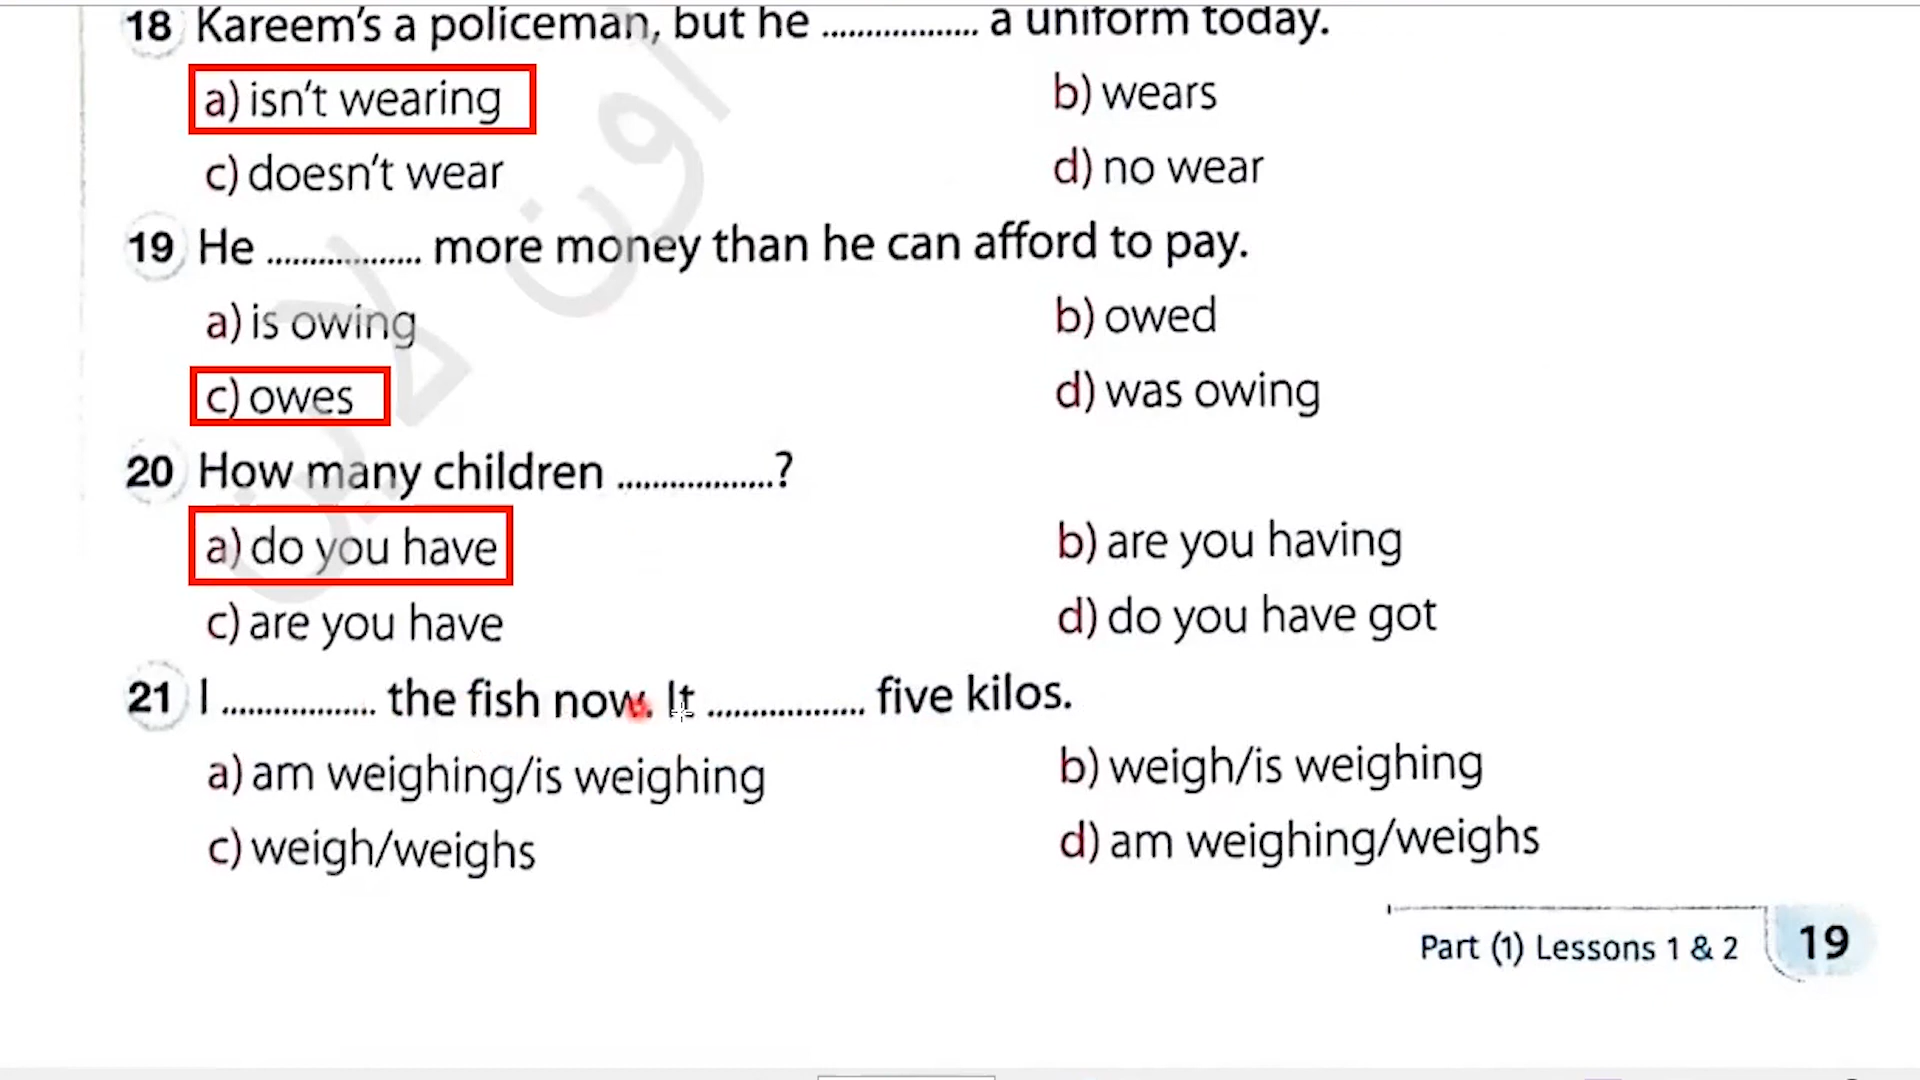 18 Kareem's a policeman, but he .................. a uniform today.
a) isn't wearing b) wears
c) doesn't wear d) no wear
19 He .................. more money than he can afford to pay.
a) is owing b) owed
c) owes d) was owing
20 How many children ..................?
a) do you have b) are you having
c) are you have d) do you have got
21 I .................. the fish now. It .................. five kilos.
a) am weighing/is weighing b) weigh/is weighing
c) weigh/weighs d) am weighing/weighs
Part (1) Lessons 1 & 2 19
اون لاين